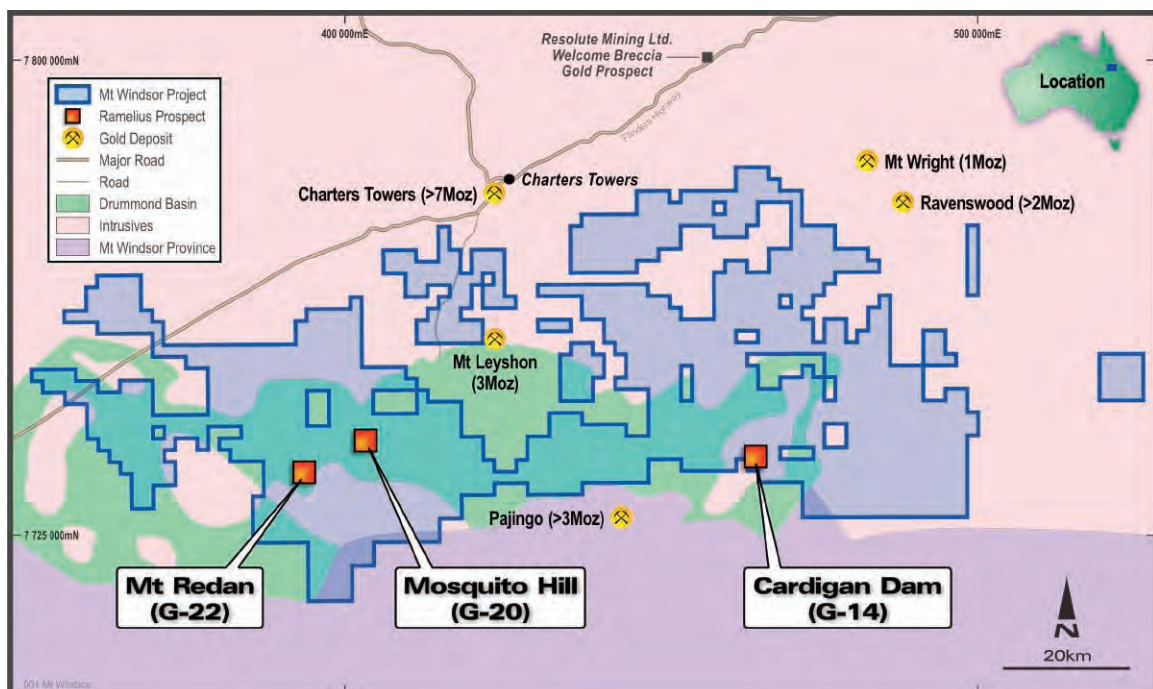 400 000mE
500 000mE
7 800 000mN
Resolute Mining Ltd.
Welcome Breccia
Gold Prospect
Location
Mt Windsor Project
Ramelius Prospect
Gold Deposit
Major Road
Road
Drummond Basin
Intrusives
Mt Windsor Province
Flinders Highway
Charters Towers (>7Moz)
Charters Towers
Mt Wright (1Moz)
Ravenswood (>2Moz)
Mt Leyshon
(3Moz)
Pajingo (>3Moz)
7 725 000mN
Mt Redan
(G-22)
Mosquito Hill
(G-20)
Cardigan Dam
(G-14)
N
20km
001 Mt Windsor